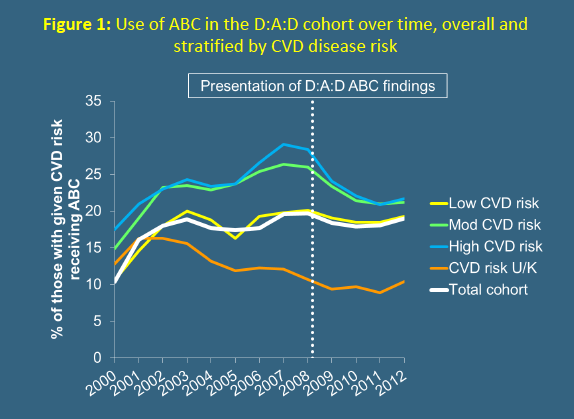 Figure 1: Use of ABC in the D:A:D cohort over time, overall and
stratified by CVD disease risk
Presentation of D:A:D ABC findings
% of those with given CVD risk
receiving ABC
35
30
25
20
15
10
5
0
2000
2001
2002
2003
2004
2005
2006
2007
2008
2009
2010
2011
2012
Low CVD risk
Mod CVD risk
High CVD risk
CVD risk U/K
Total cohort